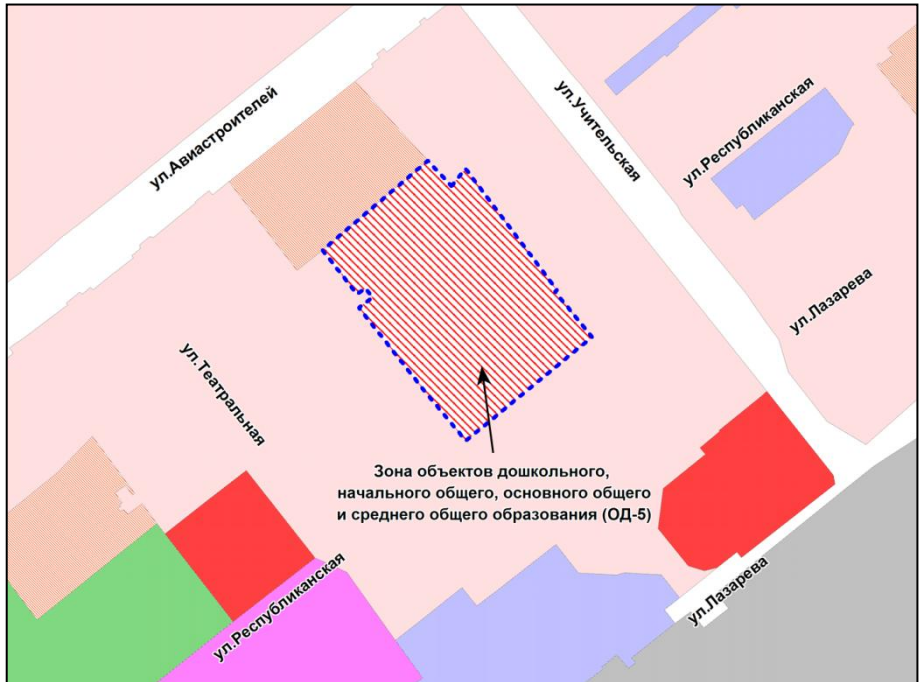 ул.Авиастроителей
ул.Учительская
ул.Республиканская
ул.Лазарева
ул.Театральная
Зона объектов дошкольного,
начального общего, основного общего
и среднего общего образования (ОД-5)
ул.Республиканская
ул.Лазарева